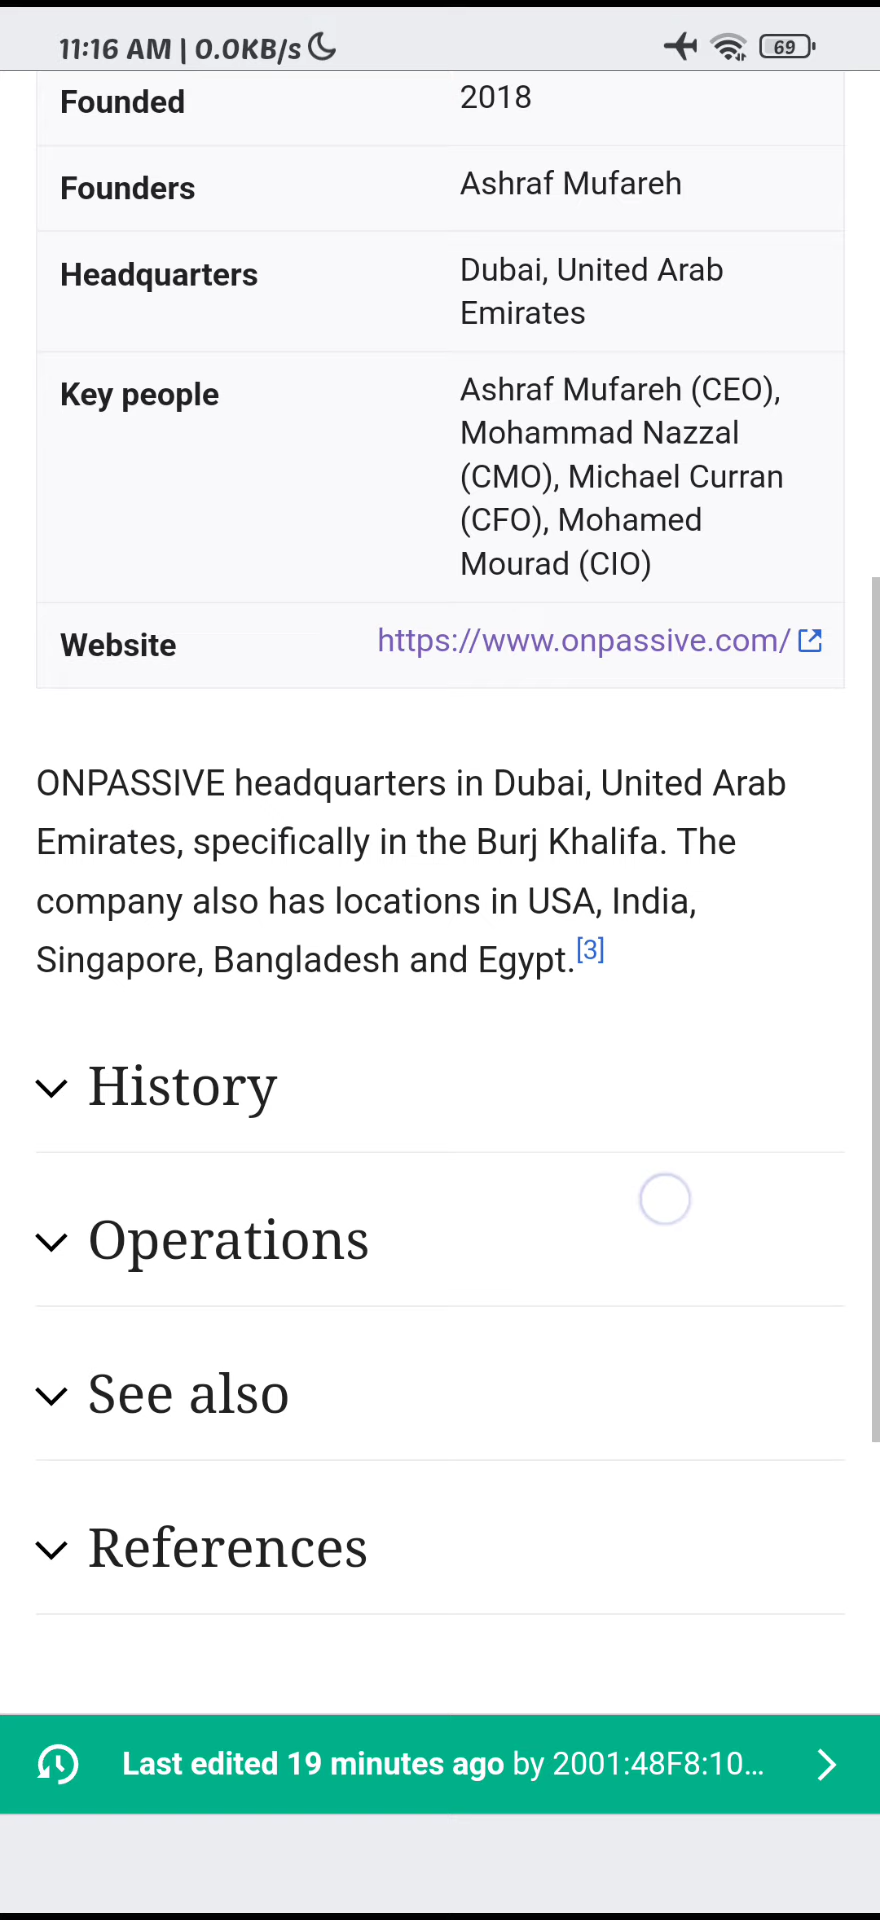 11:16 AM | 0.0KB/s
69
Founded 2018
Founders Ashraf Mufareh
Headquarters Dubai, United Arab
Emirates
Key people Ashraf Mufareh (CEO),
Mohammad Nazzal
(CMO), Michael Curran
(CFO), Mohamed
Mourad (CIO)
Website https://www.onpassive.com/
ONPASSIVE headquarters in Dubai, United Arab
Emirates, specifically in the Burj Khalifa. The
company also has locations in USA, India,
Singapore, Bangladesh and Egypt.[3]
History
Operations
See also
References
Last edited 19 minutes ago by 2001:48F8:10...